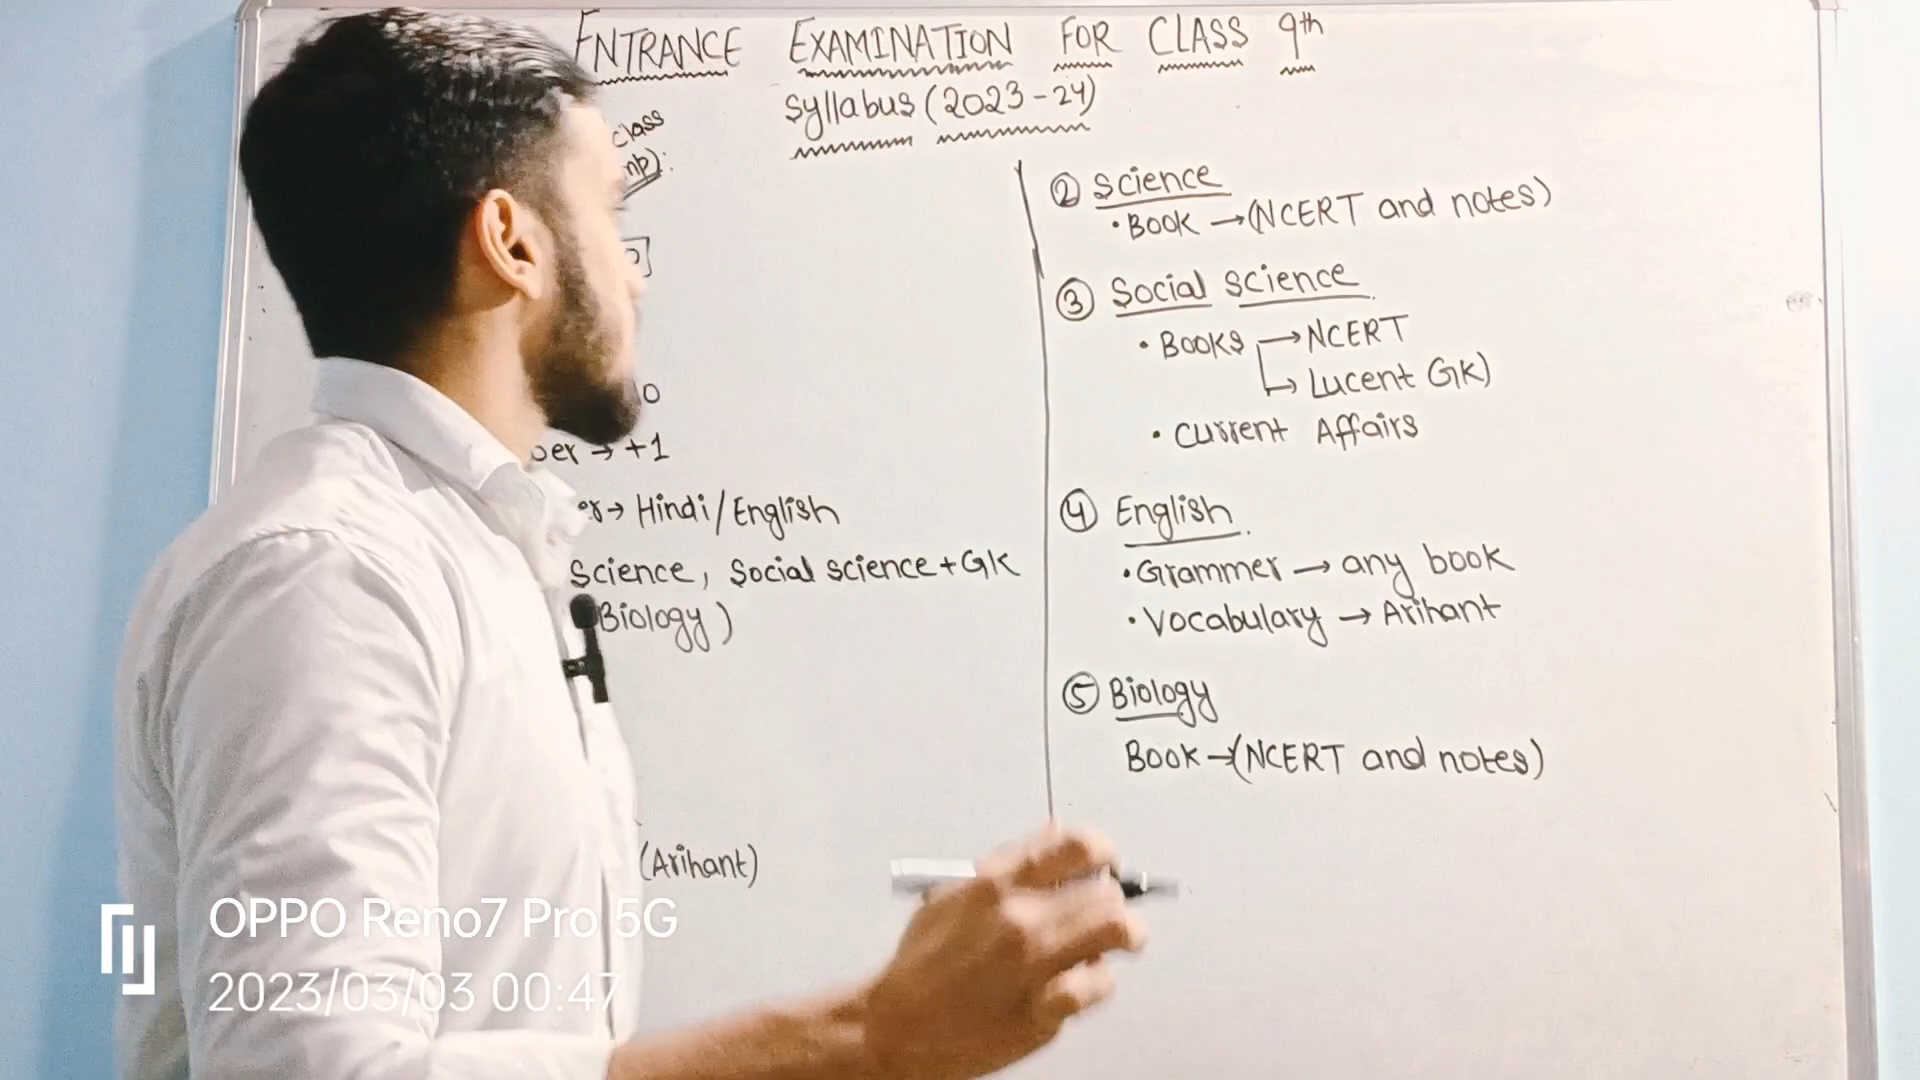 ENTRANCE EXAMINATION FOR CLASS 9th
Syllabus (2023-24)
class
→ +1
→ Hindi/English
Science, Social science + GK
Biology)
(Arihant)
② Science
• Book → (NCERT and notes)
③ Social science
• Books → NCERT
→ Lucent GK)
• Current Affairs
④ English
• Grammer → any book
• Vocabulary → Arihant
⑤ Biology
Book → (NCERT and notes)
OPPO Reno7 Pro 5G
2023/03/03 00:47